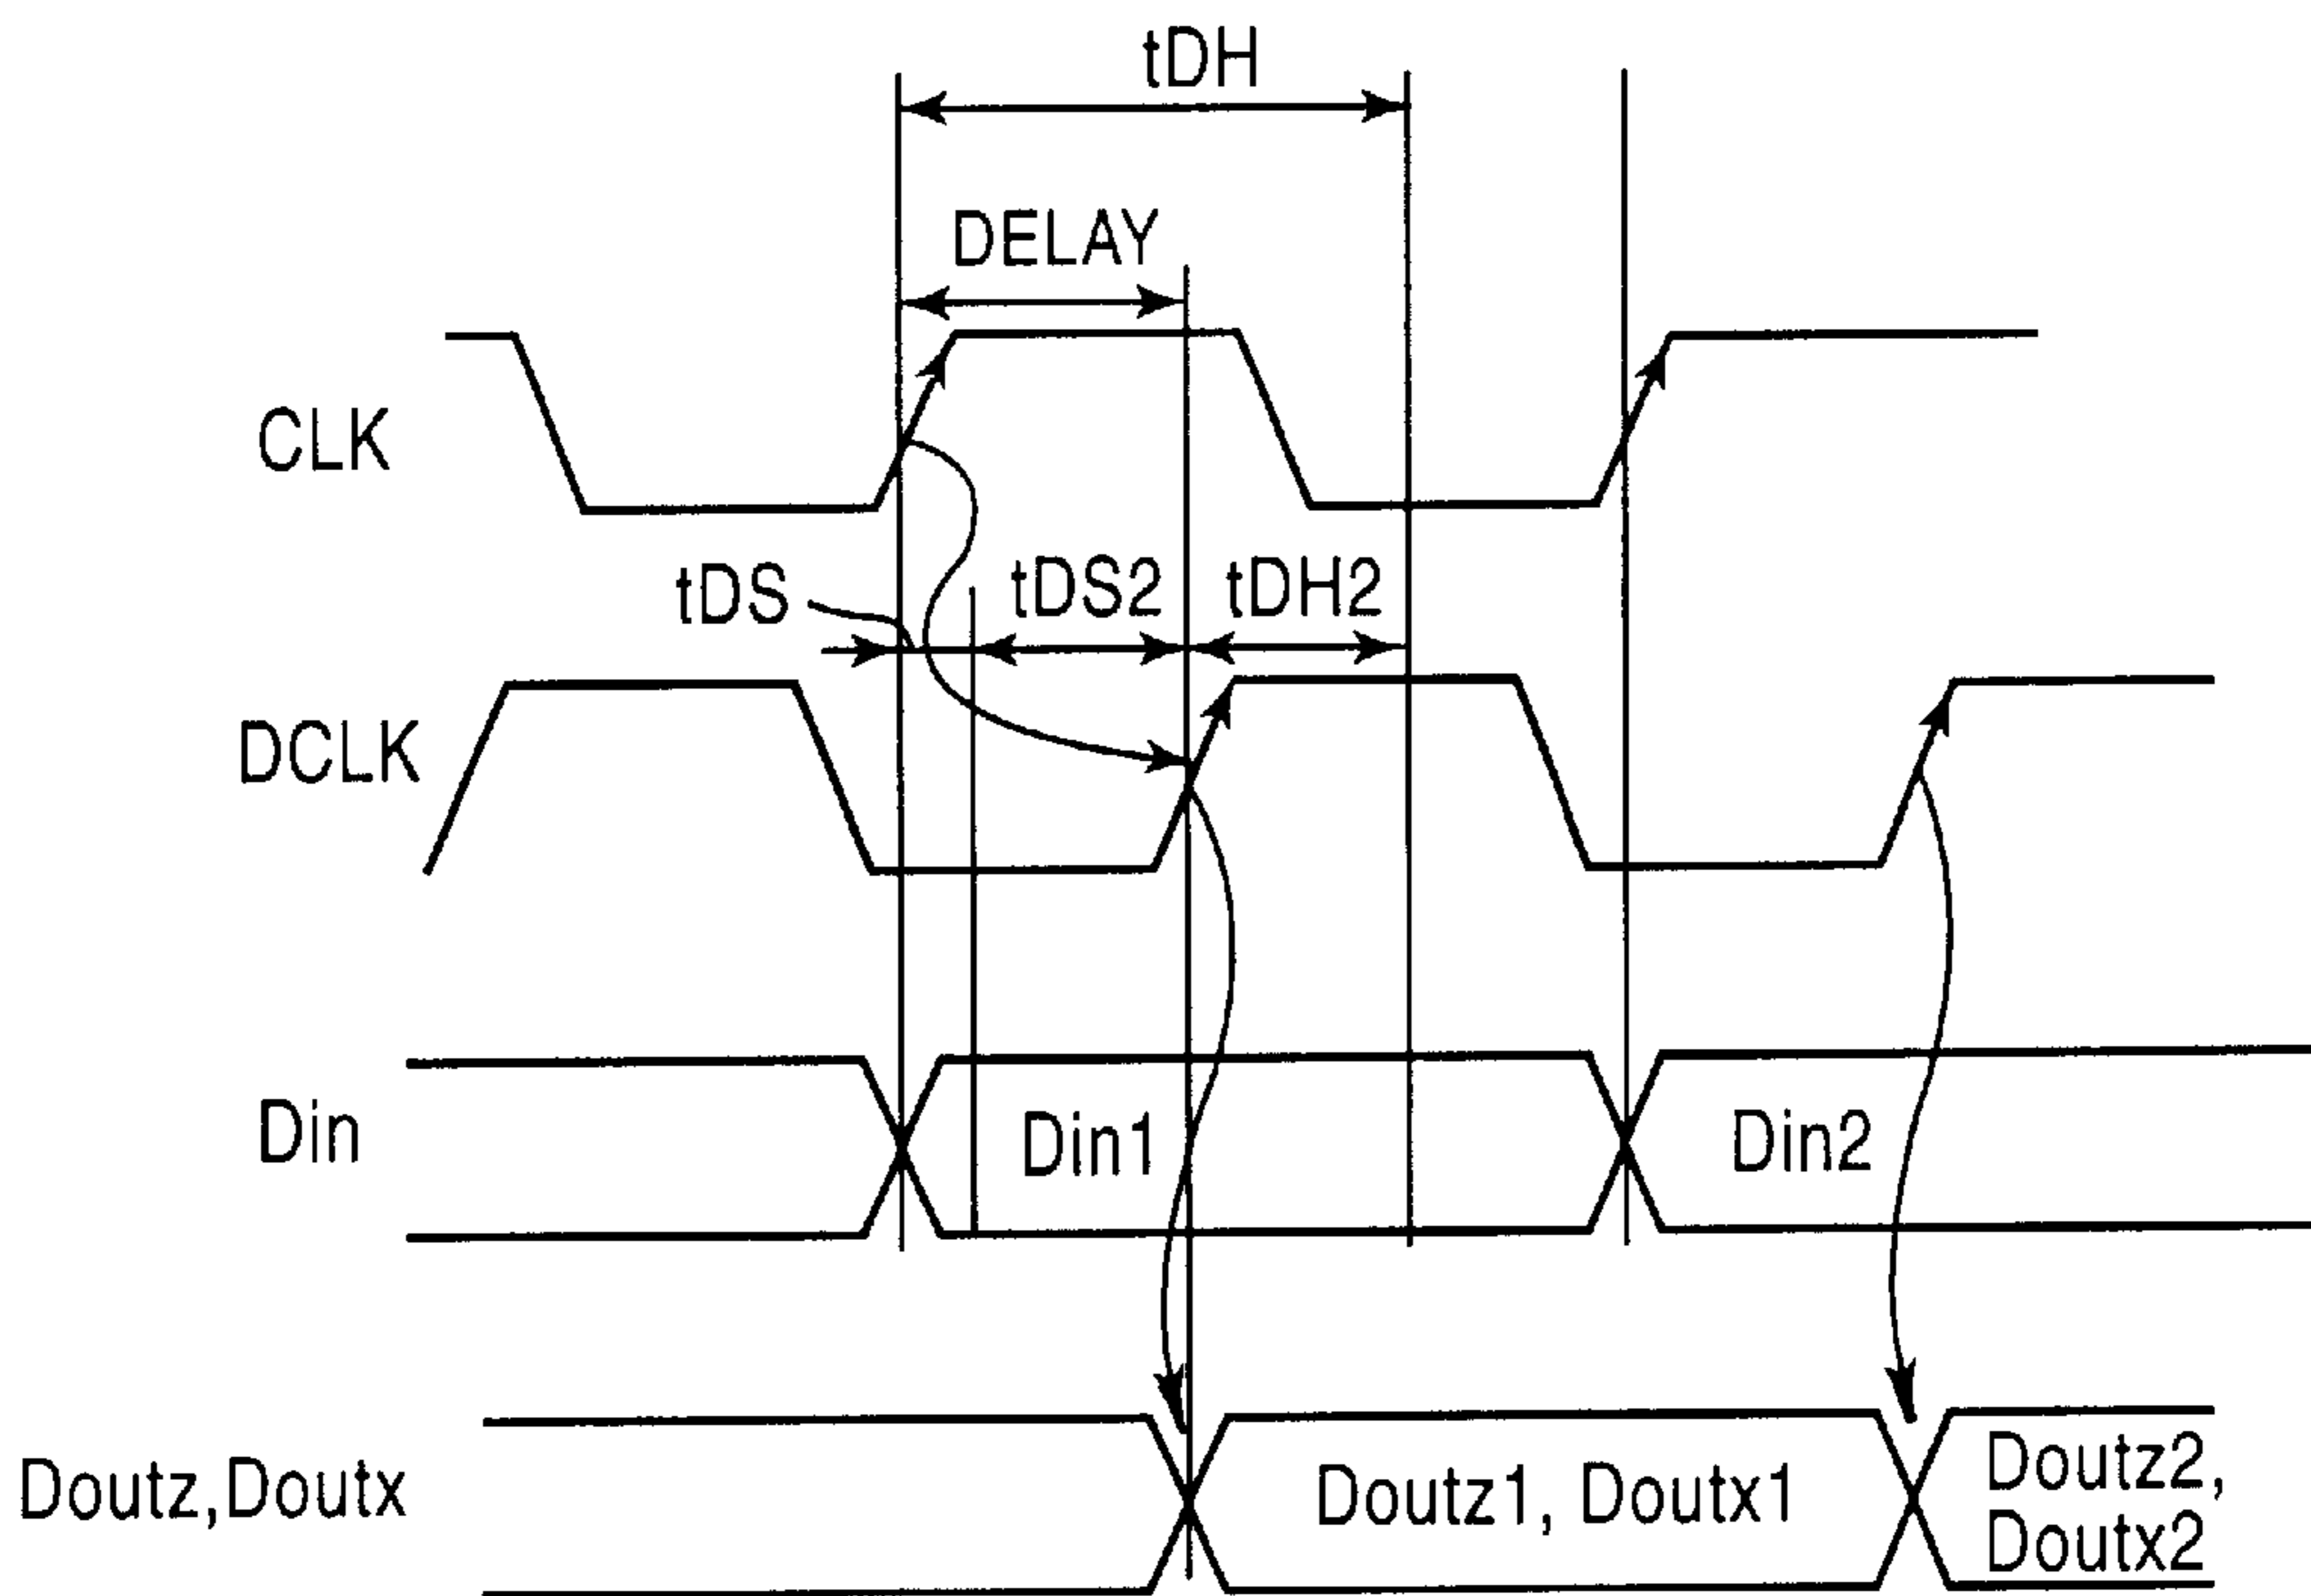 tDH
DELAY
CLK
tDS
tDS2
tDH2
DCLK
Din
Din1
Din2
Doutz,Doutx
Doutz1, Doutx1
Doutz2,
Doutx2